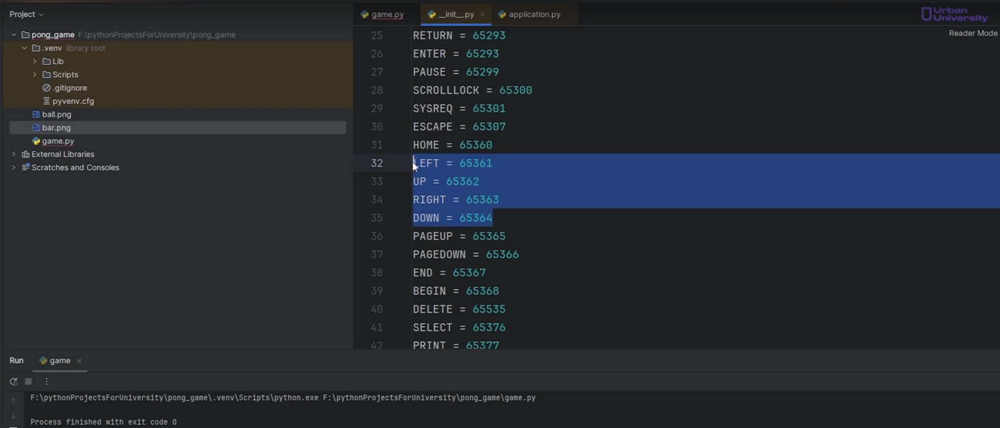 Project
pong_game F:\pythonProjectsForUniversity\pong_game
.venv library root
Lib
Scripts
.gitignore
pyvenv.cfg
ball.png
bar.png
game.py
External Libraries
Scratches and Consoles
game.py __init__.py application.py
Urban
University
Reader Mode
25 RETURN = 65293
26 ENTER = 65293
27 PAUSE = 65299
28 SCROLLLOCK = 65300
29 SYSREQ = 65301
30 ESCAPE = 65307
31 HOME = 65360
32 LEFT = 65361
33 UP = 65362
34 RIGHT = 65363
35 DOWN = 65364
36 PAGEUP = 65365
37 PAGEDOWN = 65366
38 END = 65367
39 BEGIN = 65368
40 DELETE = 65535
41 SELECT = 65376
42 PRINT = 65377
Run game
F:\pythonProjectsForUniversity\pong_game\.venv\Scripts\python.exe F:\pythonProjectsForUniversity\pong_game\game.py
Process finished with exit code 0